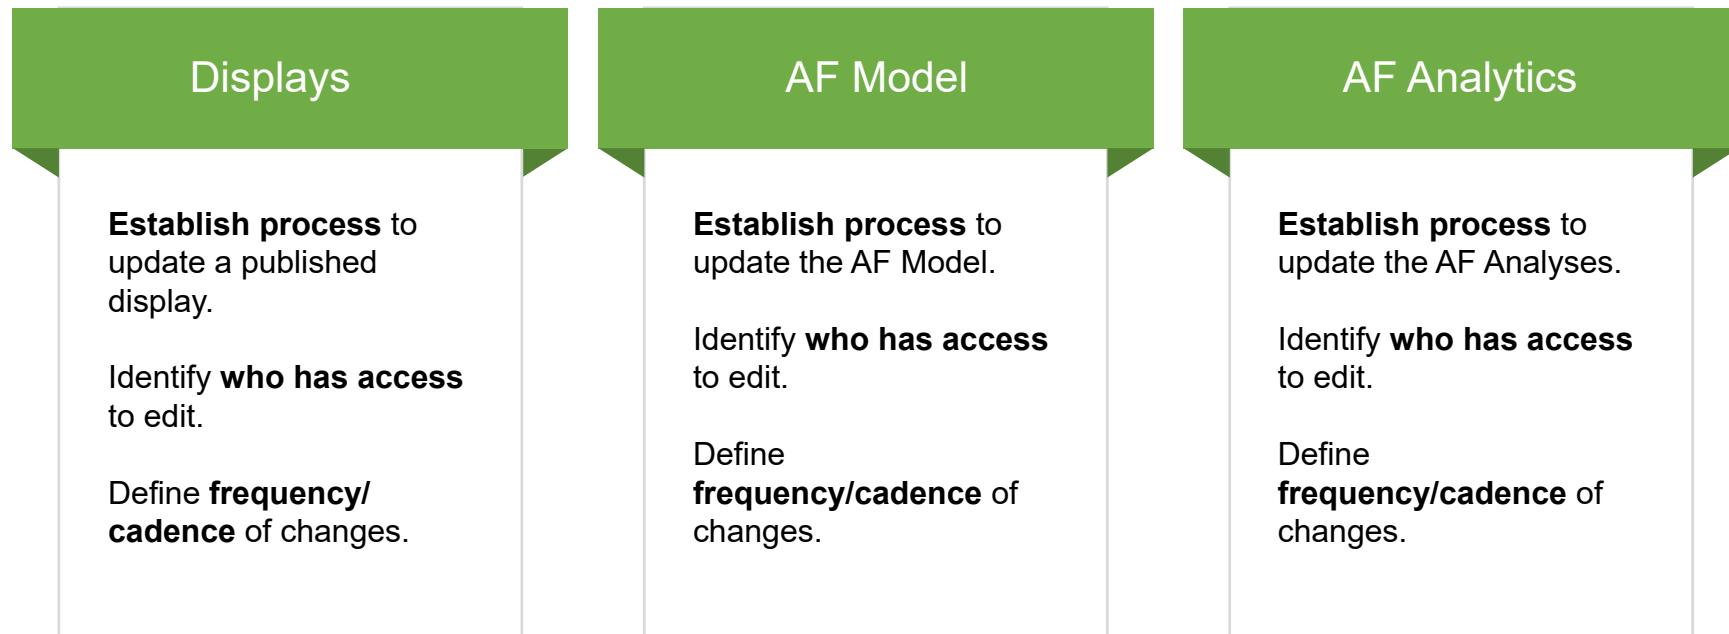 Displays
Establish process to
update a published
display.
Identify who has access
to edit.
Define frequency/
cadence of changes.
AF Model
Establish process to
update the AF Model.
Identify who has access
to edit.
Define
frequency/cadence of
changes.
AF Analytics
Establish process to
update the AF Analyses.
Identify who has access
to edit.
Define
frequency/cadence of
changes.